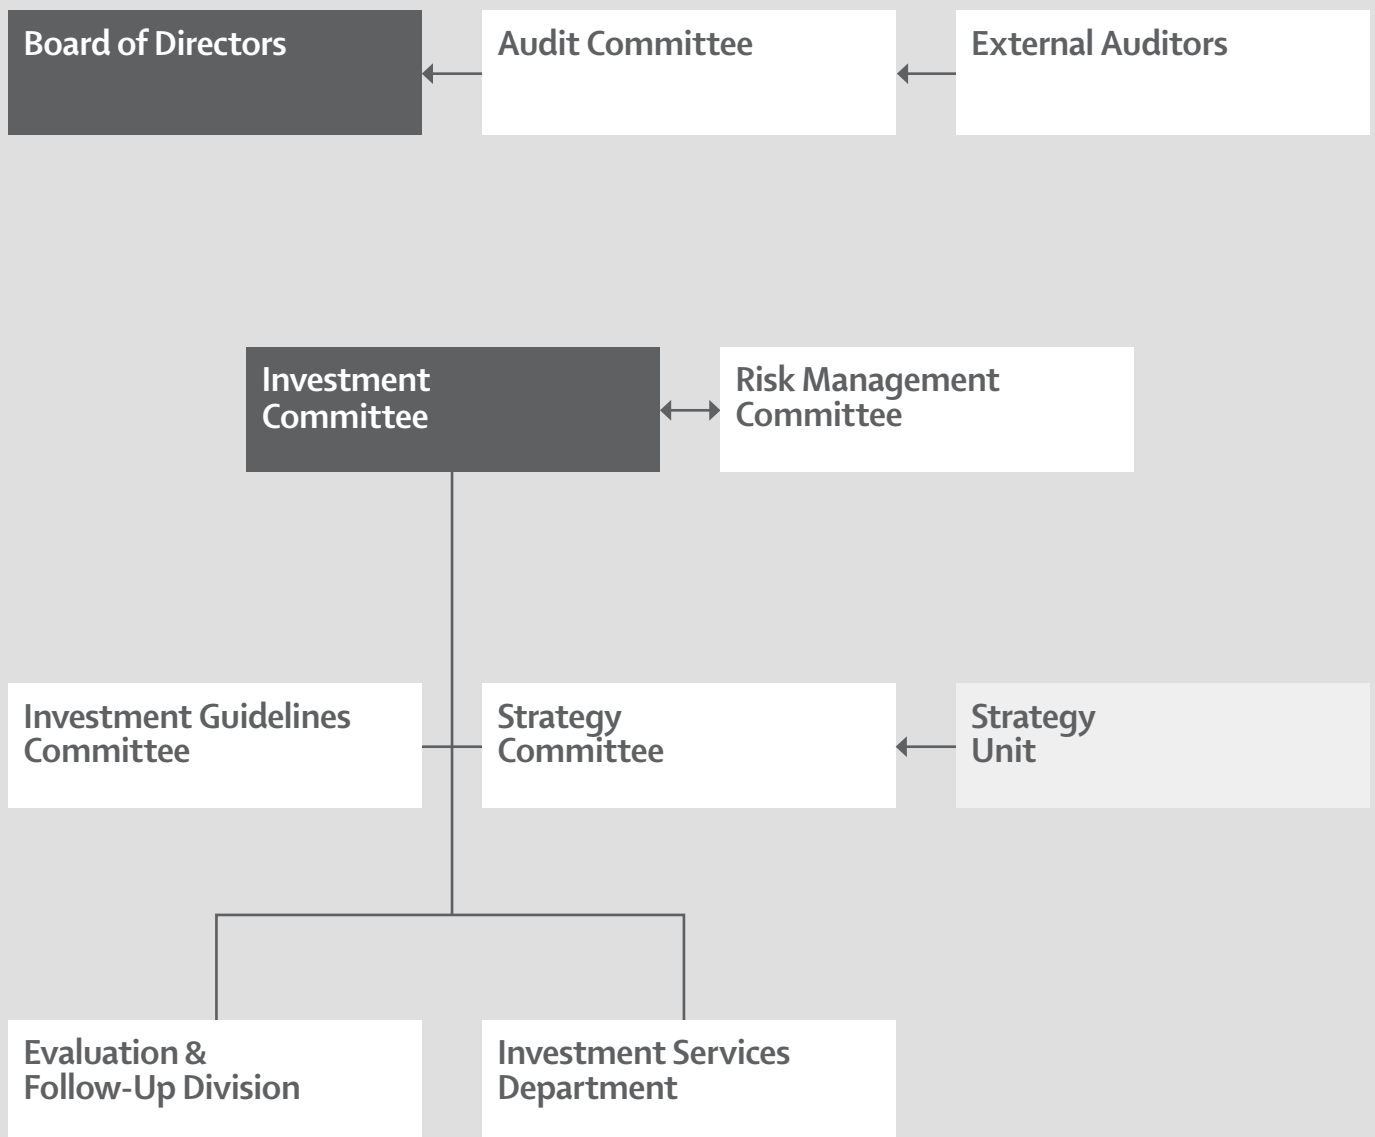 Board of Directors
Audit Committee
External Auditors
Investment
Committee
Risk Management
Committee
Investment Guidelines
Committee
Strategy
Committee
Strategy
Unit
Evaluation &
Follow-Up Division
Investment Services
Department